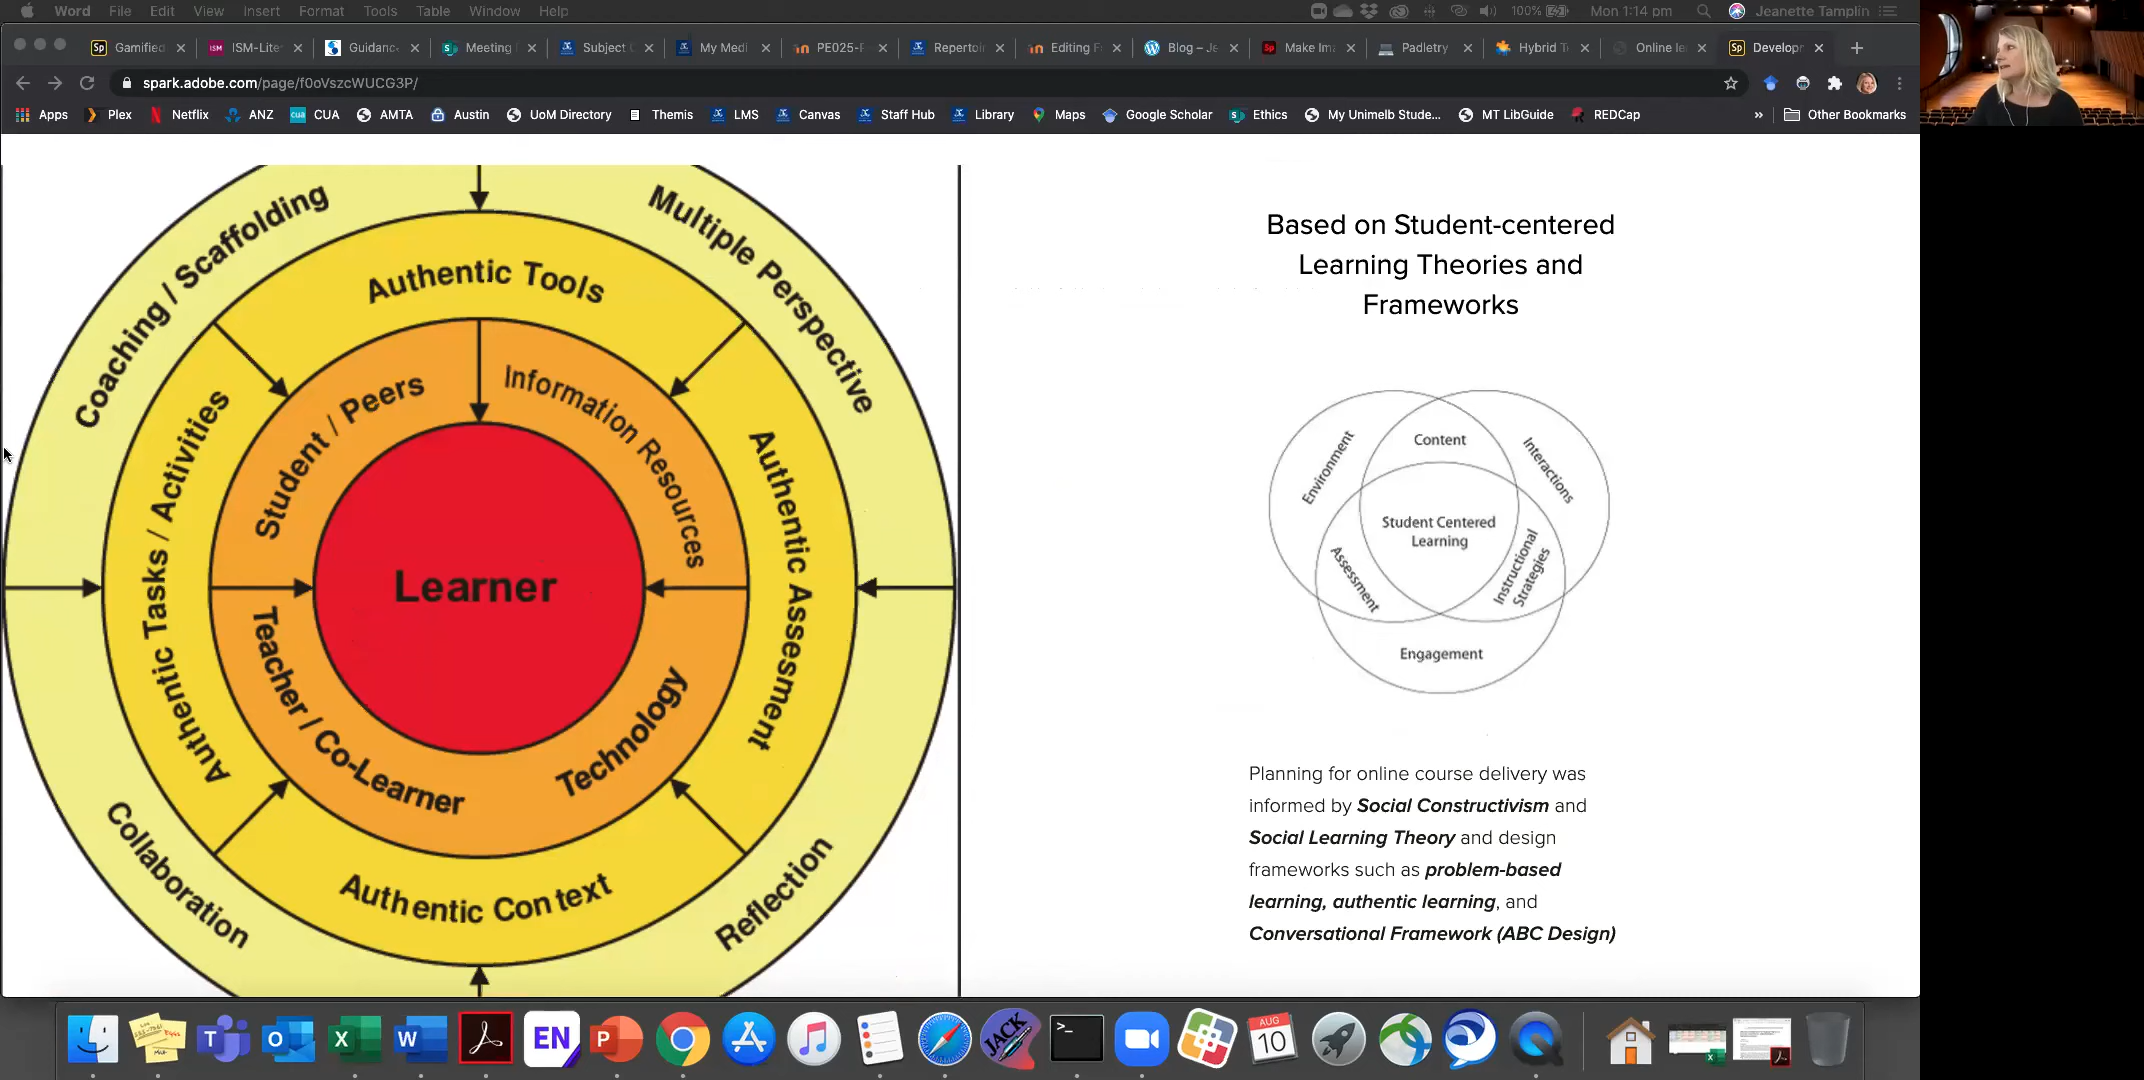 Word File Edit View Insert Format Tools Table Window Help 100% Mon 1:14 pm Jeanette Tamplin
Gamified ISM-Lite Guidanc Meeting Subject My Medi PE025- Repertoir Editing F Blog – Je Make Im Padletry Hybrid T Online le Develop
spark.adobe.com/page/f0oVszcWUCG3P/
Apps Plex Netflix ANZ CUA AMTA Austin UoM Directory Themis LMS Canvas Staff Hub Library Maps Google Scholar Ethics My Unimelb Stude... MT LibGuide REDCap » Other Bookmarks
Coaching / Scaffolding
Multiple Perspective
Authentic Tools
Student / Peers
Information Resources
Authentic Tasks / Activities
Authentic Assessment
Learner
Teacher / Co-Learner
Technology
Authentic Context
Collaboration
Reflection
Based on Student-centered
Learning Theories and
Frameworks
Environment
Content
Interactions
Student Centered
Learning
Assessment
Instructional
Strategies
Engagement
Planning for online course delivery was
informed by Social Constructivism and
Social Learning Theory and design
frameworks such as problem-based
learning, authentic learning, and
Conversational Framework (ABC Design)
EN
JACK
AUG
10